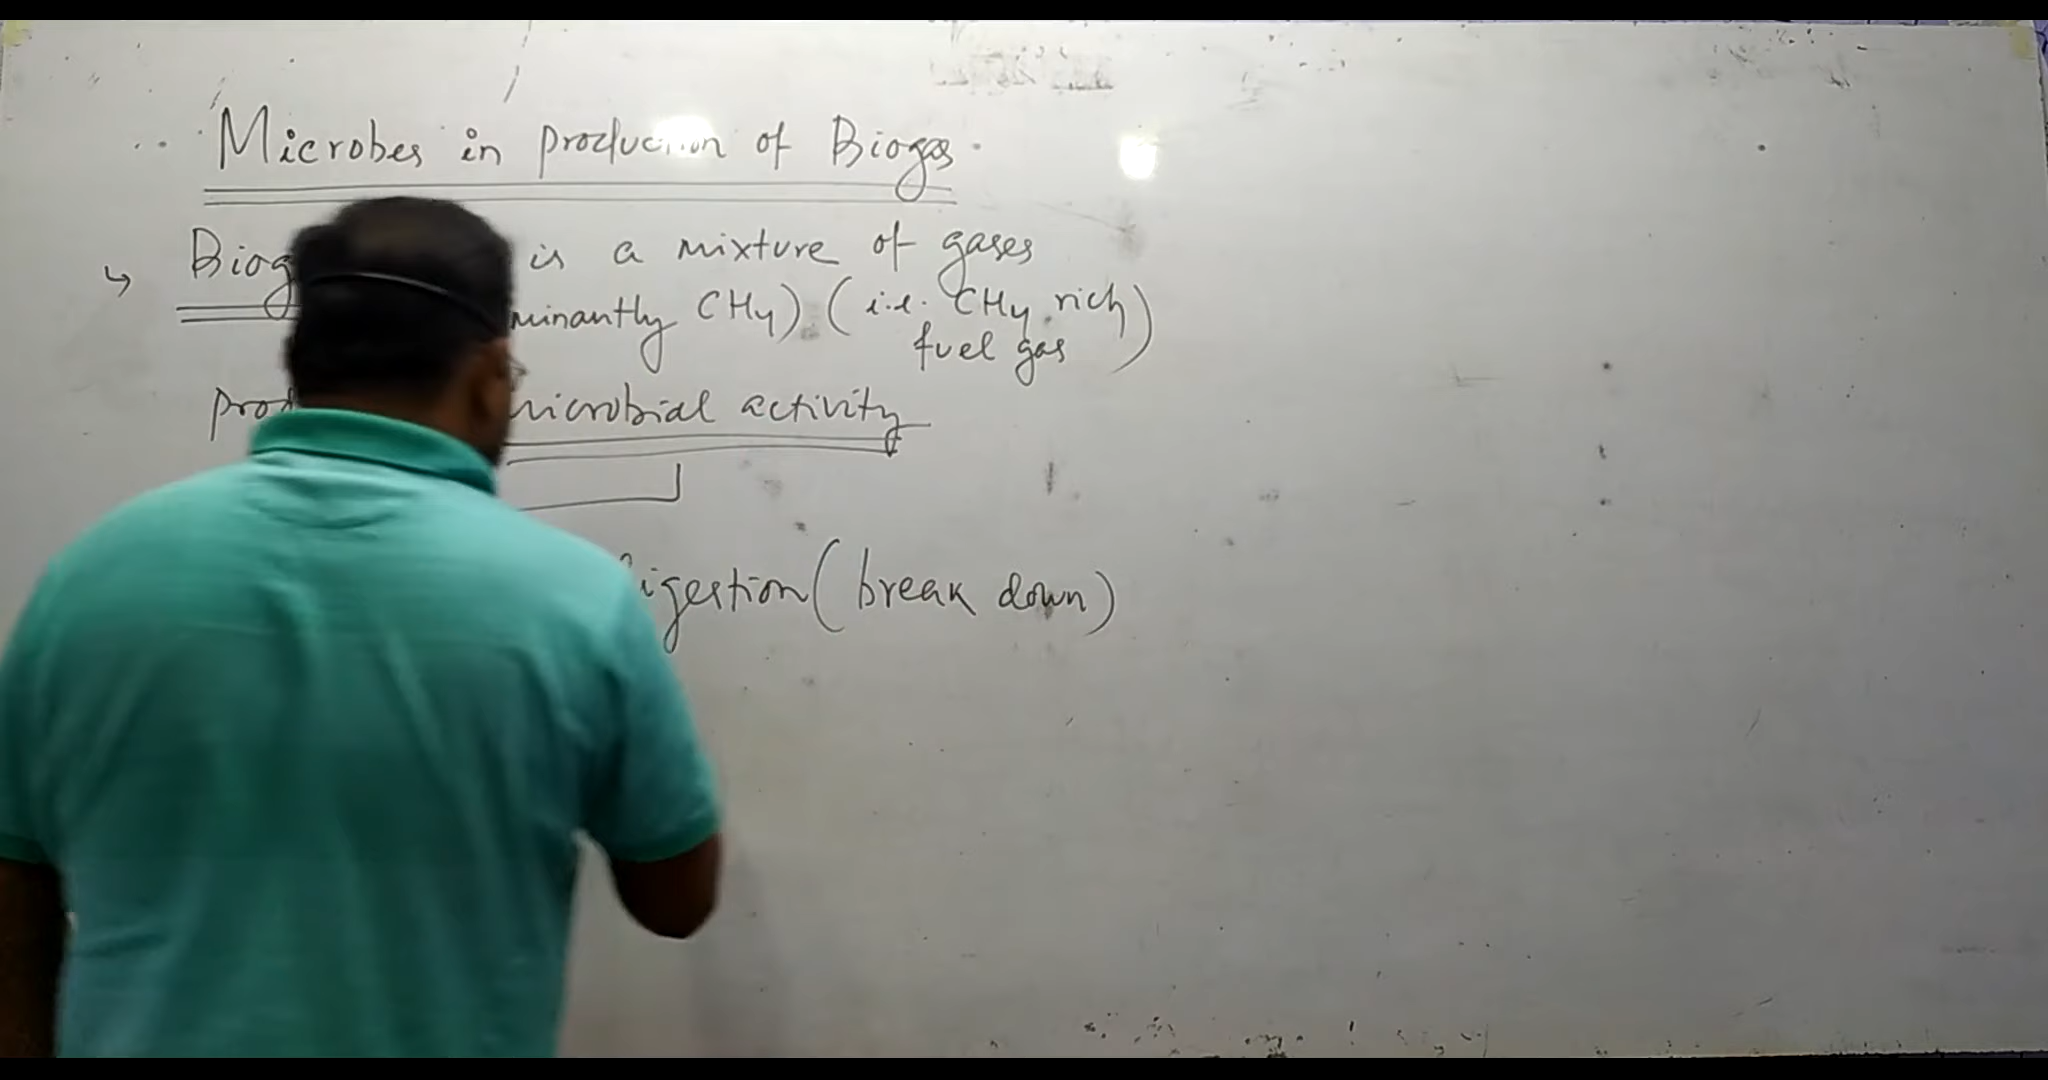 Microbes in production of Biogas
↳ Biog is a mixture of gases
minantly CH4) (i.e. CH4 rich
fuel gas)
prod microbial activity
igestion (break down)